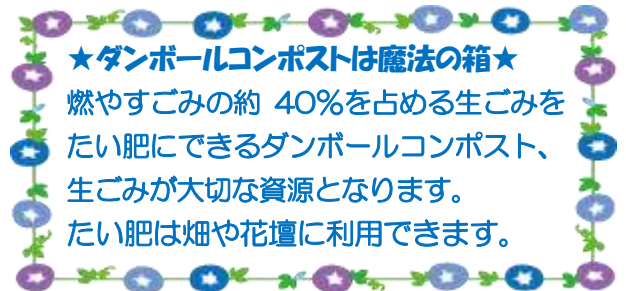 ★ダンボールコンポストは魔法の箱★
燃やすごみの約 40%を占める生ごみを
たい肥にできるダンボールコンポスト、
生ごみが大切な資源となります。
たい肥は畑や花壇に利用できます。